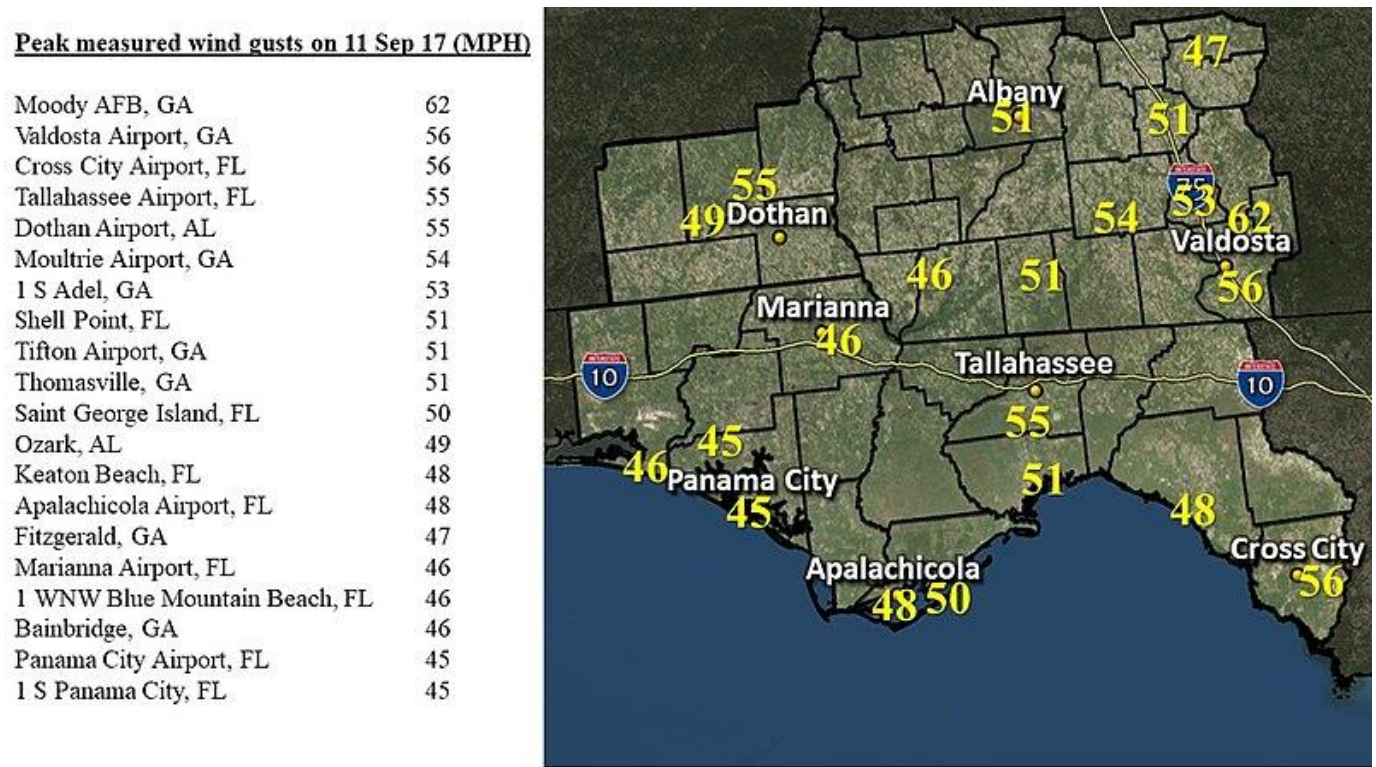 Peak measured wind gusts on 11 Sep 17 (MPH)
Moody AFB, GA 62
Valdosta Airport, GA 56
Cross City Airport, FL 56
Tallahassee Airport, FL 55
Dothan Airport, AL 55
Moultrie Airport, GA 54
1 S Adel, GA 53
Shell Point, FL 51
Tifton Airport, GA 51
Thomasville, GA 51
Saint George Island, FL 50
Ozark, AL 49
Keaton Beach, FL 48
Apalachicola Airport, FL 48
Fitzgerald, GA 47
Marianna Airport, FL 46
1 WNW Blue Mountain Beach, FL 46
Bainbridge, GA 46
Panama City Airport, FL 45
1 S Panama City, FL 45
47
Albany
51
51
INTERSTATE
75
55
53
49
Dothan
54
62
Valdosta
46
51
56
Marianna
46
INTERSTATE
10
Tallahassee
INTERSTATE
10
55
45
46
Panama City
51
45
48
Cross City
Apalachicola
56
48
50